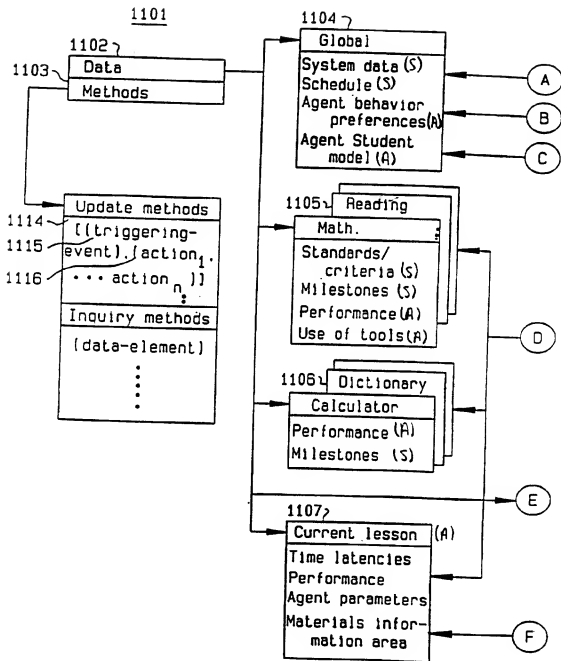 1101
1102
1103
Data
Methods
1104
Global
System data (S)
Schedule (S)
Agent behavior
preferences (A)
Agent Student
model (A)
A
B
C
Update methods
1114
1115
1116
[(triggering-
event).{action1.
••• actionn }]
Inquiry methods
(data-element)
1105
Reading
Math.
Standards/
criteria (S)
Milestones (S)
Performance (A)
Use of tools (A)
D
1106
Dictionary
Calculator
Performance (A)
Milestones (S)
E
1107
Current lesson (A)
Time latencies
Performance
Agent parameters
Materials infor-
mation area
F